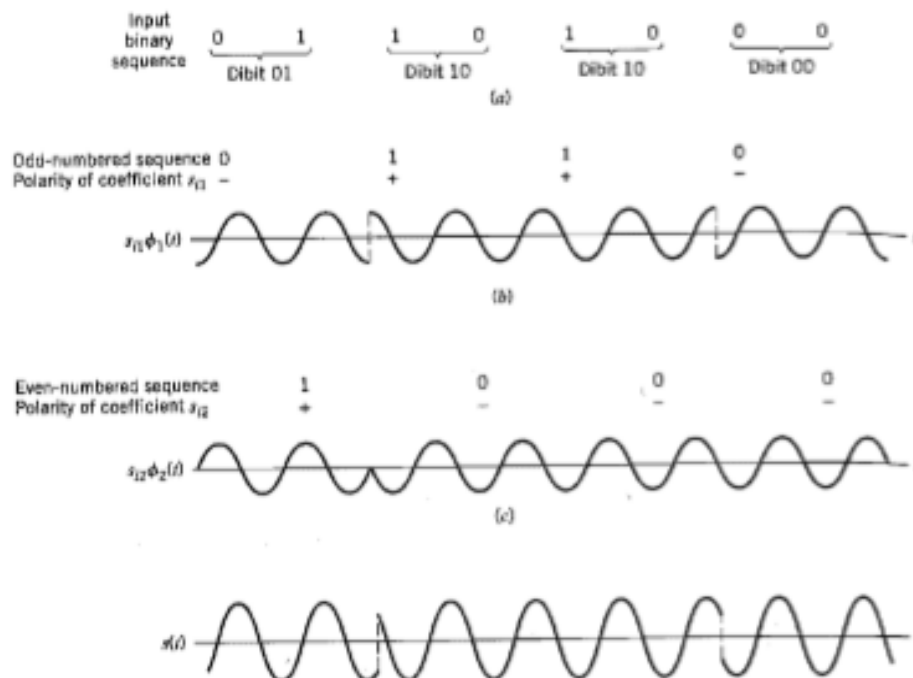 Input
binary 0 1 1 0 1 0 0 0
sequence
Dibit 01 Dibit 10 Dibit 10 Dibit 00
(a)
Odd-numbered sequence 0 1 1 0
Polarity of coefficient si1 − + + −
si1ϕ1(t)
(b)
Even-numbered sequence 1 0 0 0
Polarity of coefficient si2 + − − −
si2ϕ2(t)
(c)
s(t)